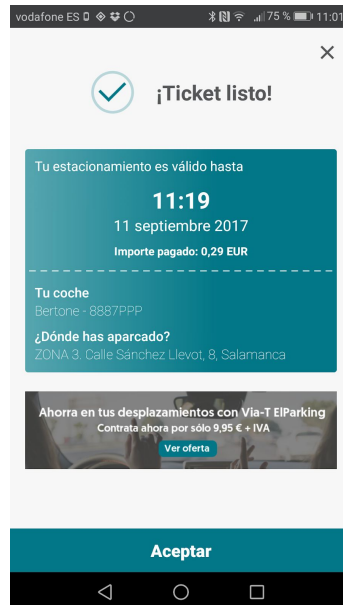 vodafone ES 75 % 11:01
¡Ticket listo!
Tu estacionamiento es válido hasta
11:19
11 septiembre 2017
Importe pagado: 0,29 EUR
Tu coche
Bertone - 8887PPP
¿Dónde has aparcado?
ZONA 3. Calle Sánchez Llevot, 8, Salamanca
Ahorra en tus desplazamientos con Via-T ElParking
Contrata ahora por sólo 9,95 € + IVA
Ver oferta
Aceptar